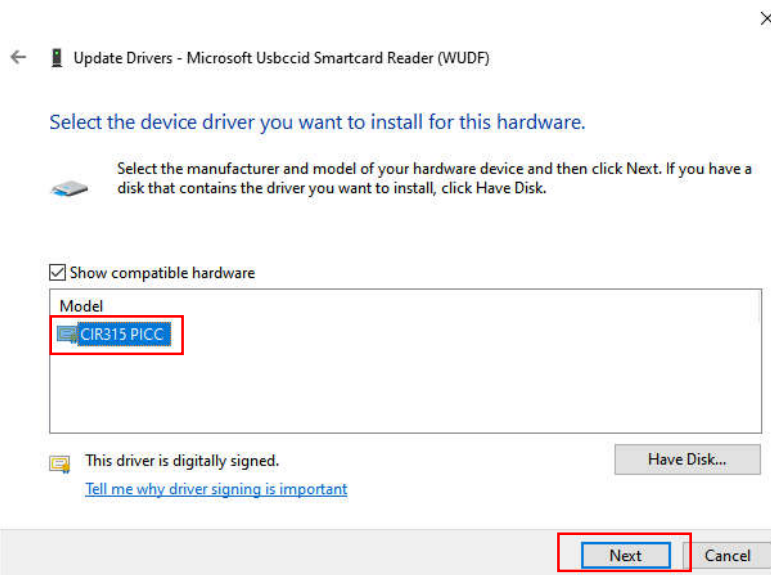 Update Drivers - Microsoft Usbccid Smartcard Reader (WUDF)
Select the device driver you want to install for this hardware.
Select the manufacturer and model of your hardware device and then click Next. If you have a
disk that contains the driver you want to install, click Have Disk.
Show compatible hardware
Model
CIR315 PICC
This driver is digitally signed.
Have Disk...
Tell me why driver signing is important
Next
Cancel